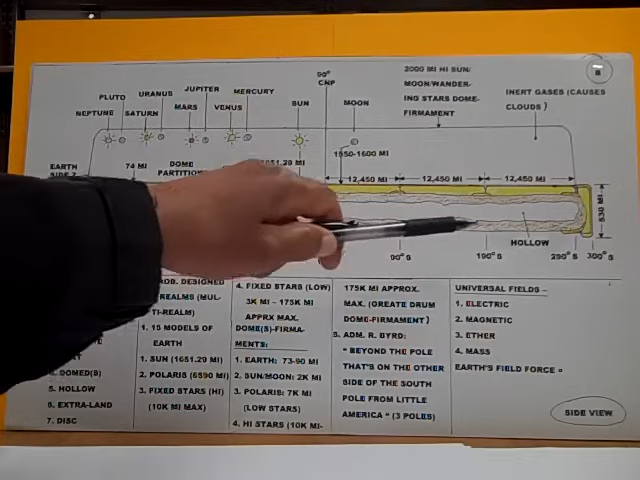 90°
CNP
2000 MI HI SUN/
MOON/WANDER-
ING STARS DOME-
FIRMAMENT
INERT GASES (CAUSES
CLOUDS)
PLUTO
URANUS
JUPITER
MERCURY
NEPTUNE
SATURN
MARS
VENUS
SUN
MOON
EARTH
74 MI
DOME
PARTITION
1650-1600 MI
12,450 MI
12,450 MI
12,450 MI
530 MI
HOLLOW
90° S
190° S
290° S
300° S
PROB. DESIGNED
REALMS (MUL-
TI-REALM)
1. 15 MODELS OF
EARTH
1. SUN (1651.29 MI)
2. POLARIS (6590 MI)
3. FIXED STARS (HI)
(10K MI MAX)
5. HOLLOW
6. EXTRA-LAND
7. DISC
4. FIXED STARS (LOW)
3K MI - 175K MI
APPRX MAX.
DOME(S)-FIRMA-
MENTS:
1. EARTH: 73-90 MI
2. SUN/MOON: 2K MI
3. POLARIS: 7K MI
(LOW STARS)
4. HI STARS (10K MI-
175K MI APPROX.
MAX. (GREATE DRUM
DOME-FIRMAMENT)
5. ADM. R. BYRD:
"BEYOND THE POLE
THAT'S ON THE OTHER
SIDE OF THE SOUTH
POLE FROM LITTLE
AMERICA" (3 POLES)
UNIVERSAL FIELDS -
1. ELECTRIC
2. MAGNETIC
3. ETHER
4. MASS
EARTH'S FIELD FORCE =
SIDE VIEW